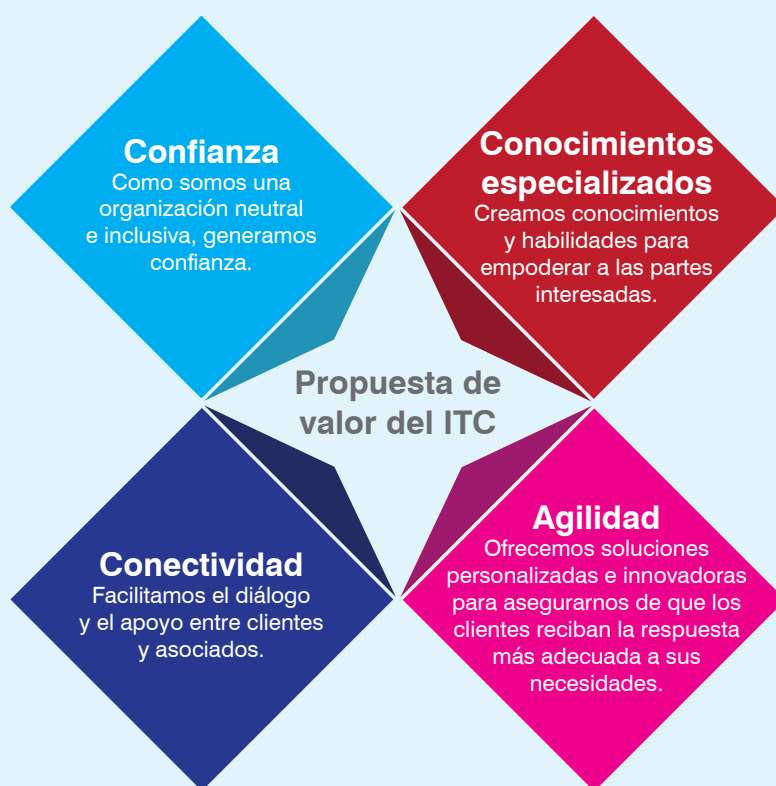 Confianza
Como somos una
organización neutral
e inclusiva, generamos
confianza.
Conocimientos
especializados
Creamos conocimientos
y habilidades para
empoderar a las partes
interesadas.
Propuesta de
valor del ITC
Conectividad
Facilitamos el diálogo
y el apoyo entre clientes
y asociados.
Agilidad
Ofrecemos soluciones
personalizadas e innovadoras
para asegurarnos de que los
clientes reciban la respuesta
más adecuada a sus
necesidades.